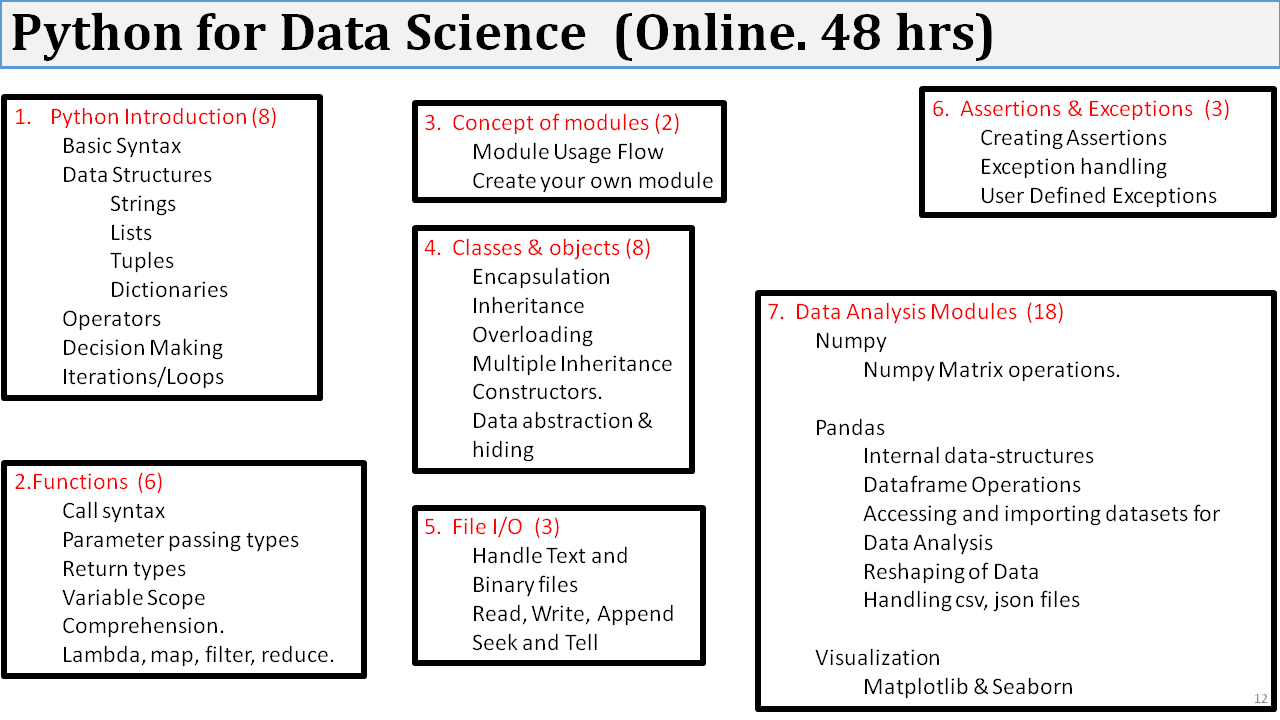 Python for Data Science (Online. 48 hrs)
1. Python Introduction (8)
Basic Syntax
Data Structures
Strings
Lists
Tuples
Dictionaries
Operators
Decision Making
Iterations/Loops
2.Functions (6)
Call syntax
Parameter passing types
Return types
Variable Scope
Comprehension.
Lambda, map, filter, reduce.
3. Concept of modules (2)
Module Usage Flow
Create your own module
4. Classes & objects (8)
Encapsulation
Inheritance
Overloading
Multiple Inheritance
Constructors.
Data abstraction &
hiding
5. File I/O (3)
Handle Text and
Binary files
Read, Write, Append
Seek and Tell
6. Assertions & Exceptions (3)
Creating Assertions
Exception handling
User Defined Exceptions
7. Data Analysis Modules (18)
Numpy
Numpy Matrix operations.
Pandas
Internal data-structures
Dataframe Operations
Accessing and importing datasets for
Data Analysis
Reshaping of Data
Handling csv, json files
Visualization
Matplotlib & Seaborn
12